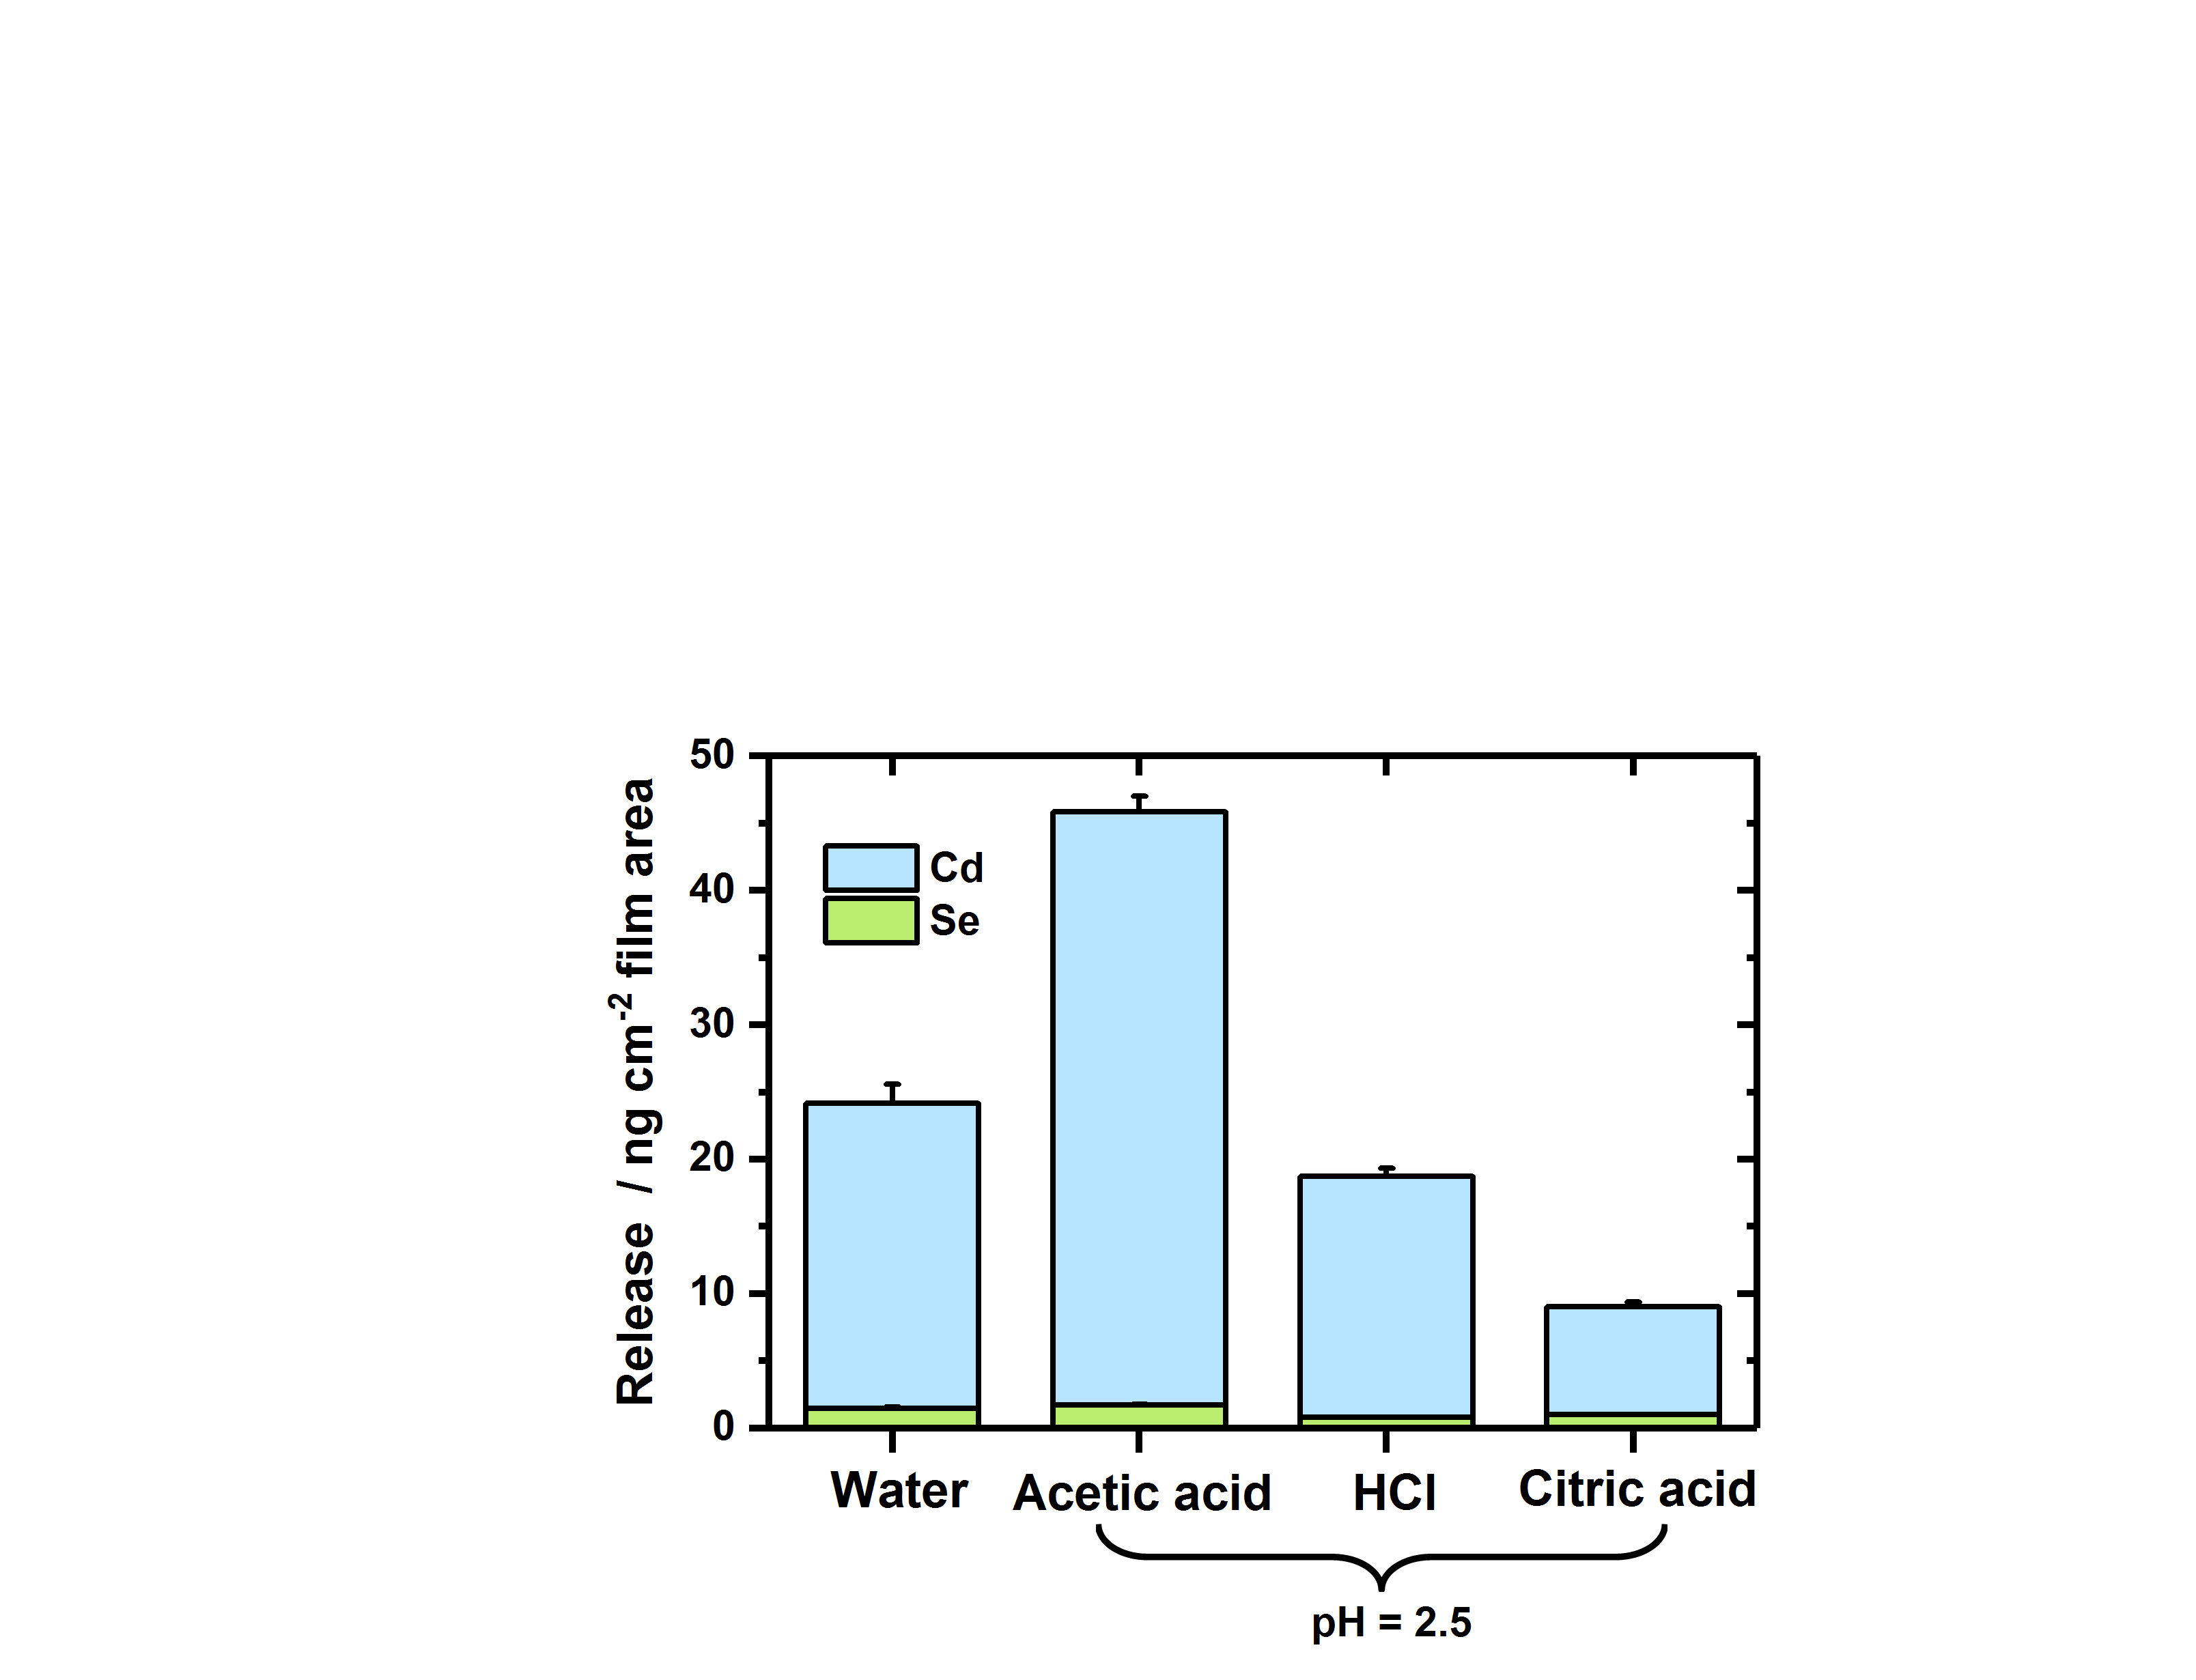 50
40
30
20
10
0
Release / ng cm-2 film area
Cd
Se
Water
Acetic acid
HCl
Citric acid
pH = 2.5